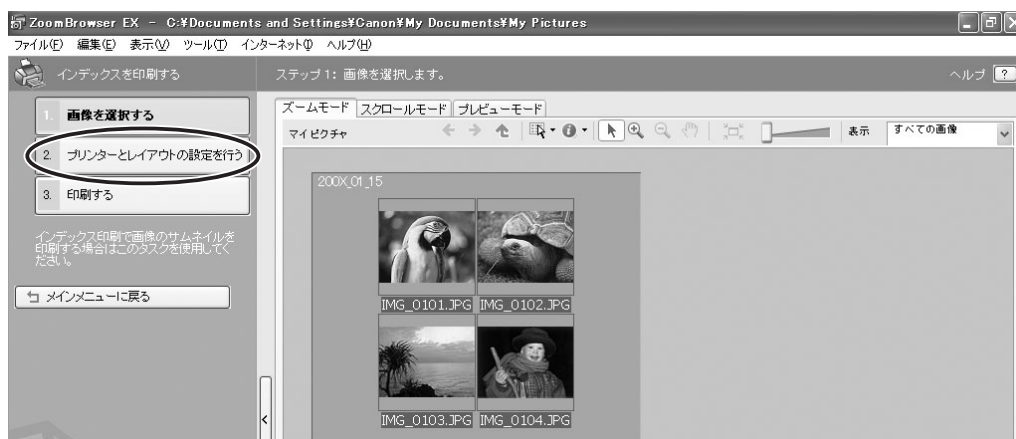 ZoomBrowser EX - C:¥Documents and Settings¥Canon¥My Documents¥My Pictures
ファイル(F) 編集(E) 表示(V) ツール(T) インターネット(I) ヘルプ(H)
インデックスを印刷する
ステップ1: 画像を選択します。
ヘルプ ?
1. 画像を選択する
2. プリンターとレイアウトの設定を行う
3. 印刷する
インデックス印刷で画像のサムネイルを
印刷する場合はこのタスクを使用してく
ださい。
メインメニューに戻る
ズームモード スクロールモード プレビューモード
マイ ピクチャ
表示 すべての画像
200X_01_15
IMG_0101.JPG IMG_0102.JPG
IMG_0103.JPG IMG_0104.JPG